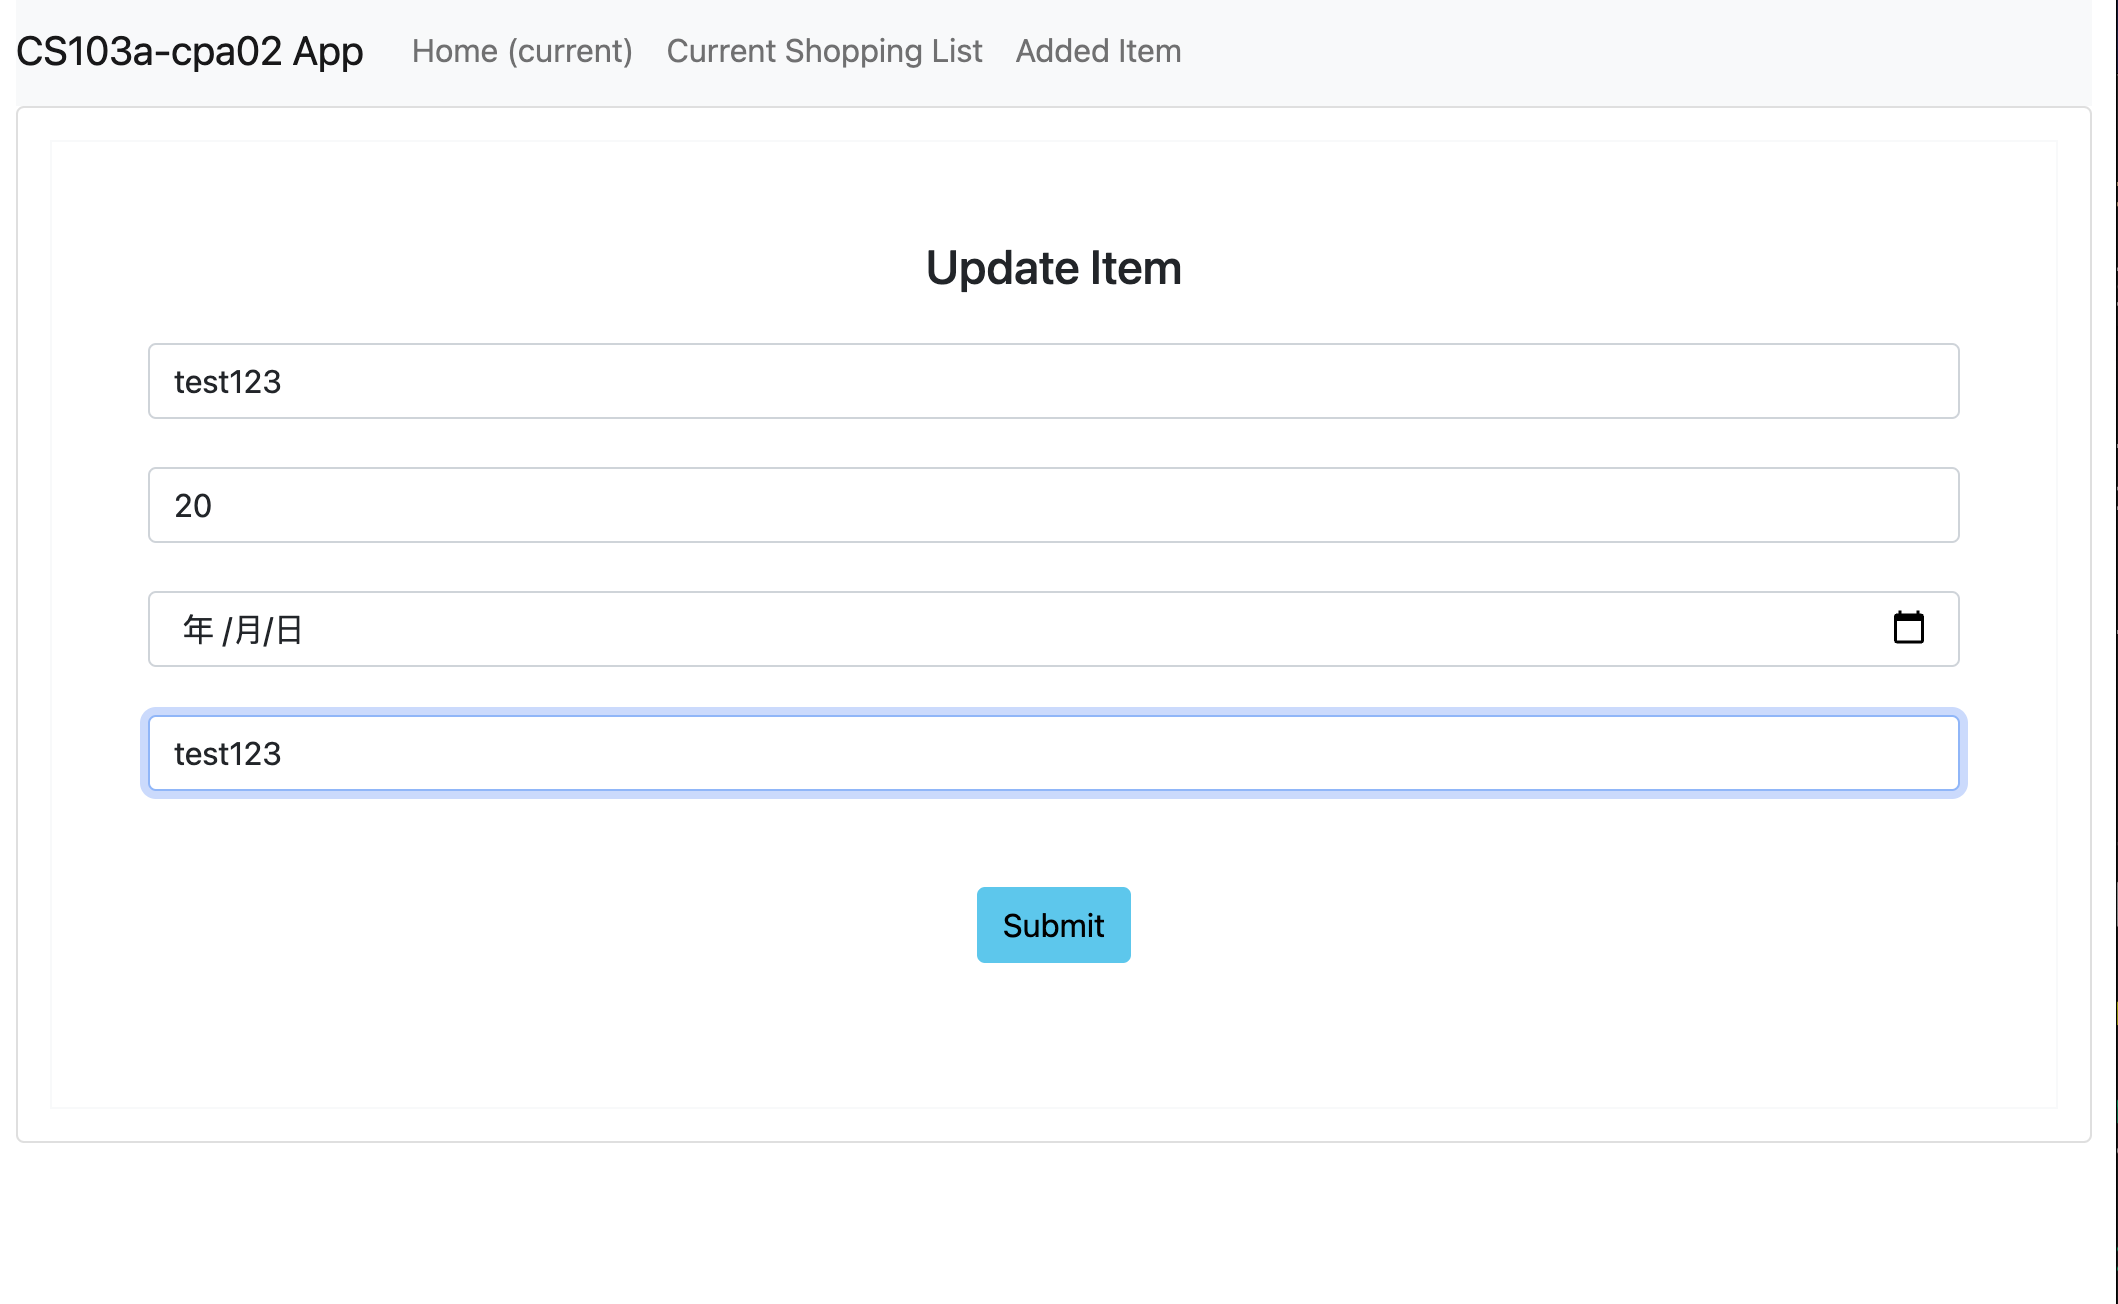 CS103a-cpa02 App Home (current) Current Shopping List Added Item
Update Item
test123
20
年 /月/日
test123
Submit